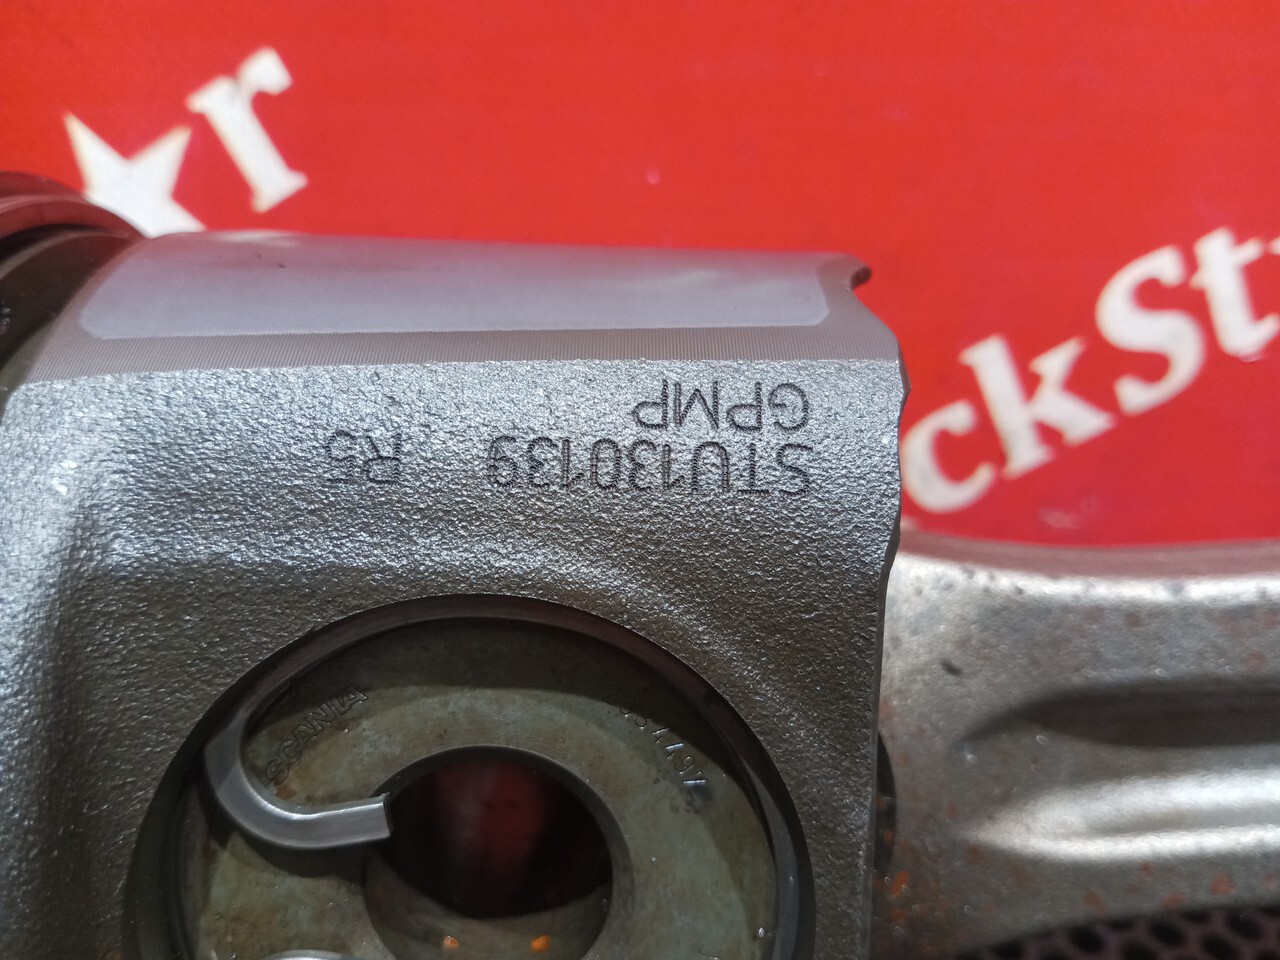 r
ckSt
GPMP
STU130139 R5
SCANIA